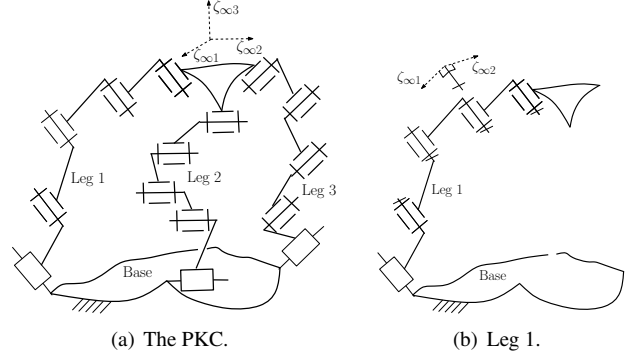 ζ∞3
ζ∞2
ζ∞1
Leg 1
Leg 2
Leg 3
Base
(a) The PKC.
ζ∞1
ζ∞2
Leg 1
Base
(b) Leg 1.